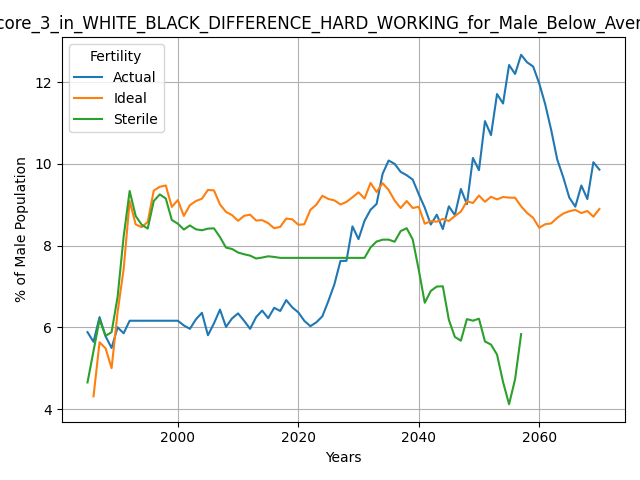 core_3_in_WHITE_BLACK_DIFFERENCE_HARD_WORKING_for_Male_Below_Aver
Fertility
Actual
Ideal
Sterile
12
10
8
6
4
% of Male Population
2000
2020
2040
2060
Years